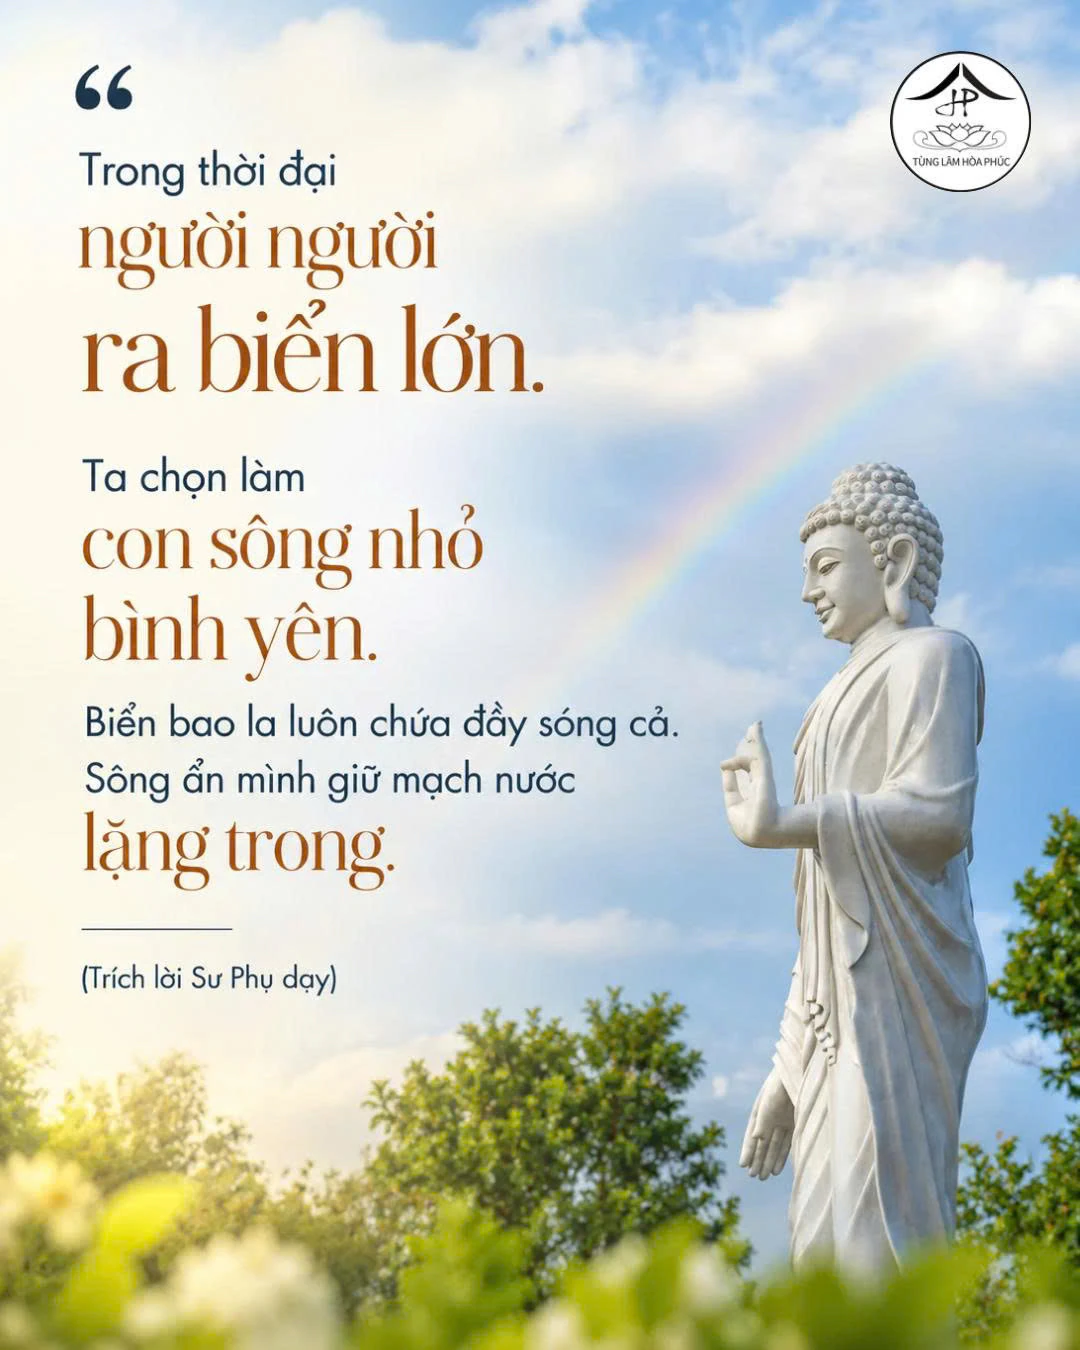 “
Trong thời đại
người người
ra biển lớn.
Ta chọn làm
con sông nhỏ
bình yên.
Biển bao la luôn chứa đầy sóng cả.
Sông ẩn mình giữ mạch nước
lặng trong.
(Trích lời Sư Phụ dạy)
HP
TÙNG LÂM HÒA PHÚC